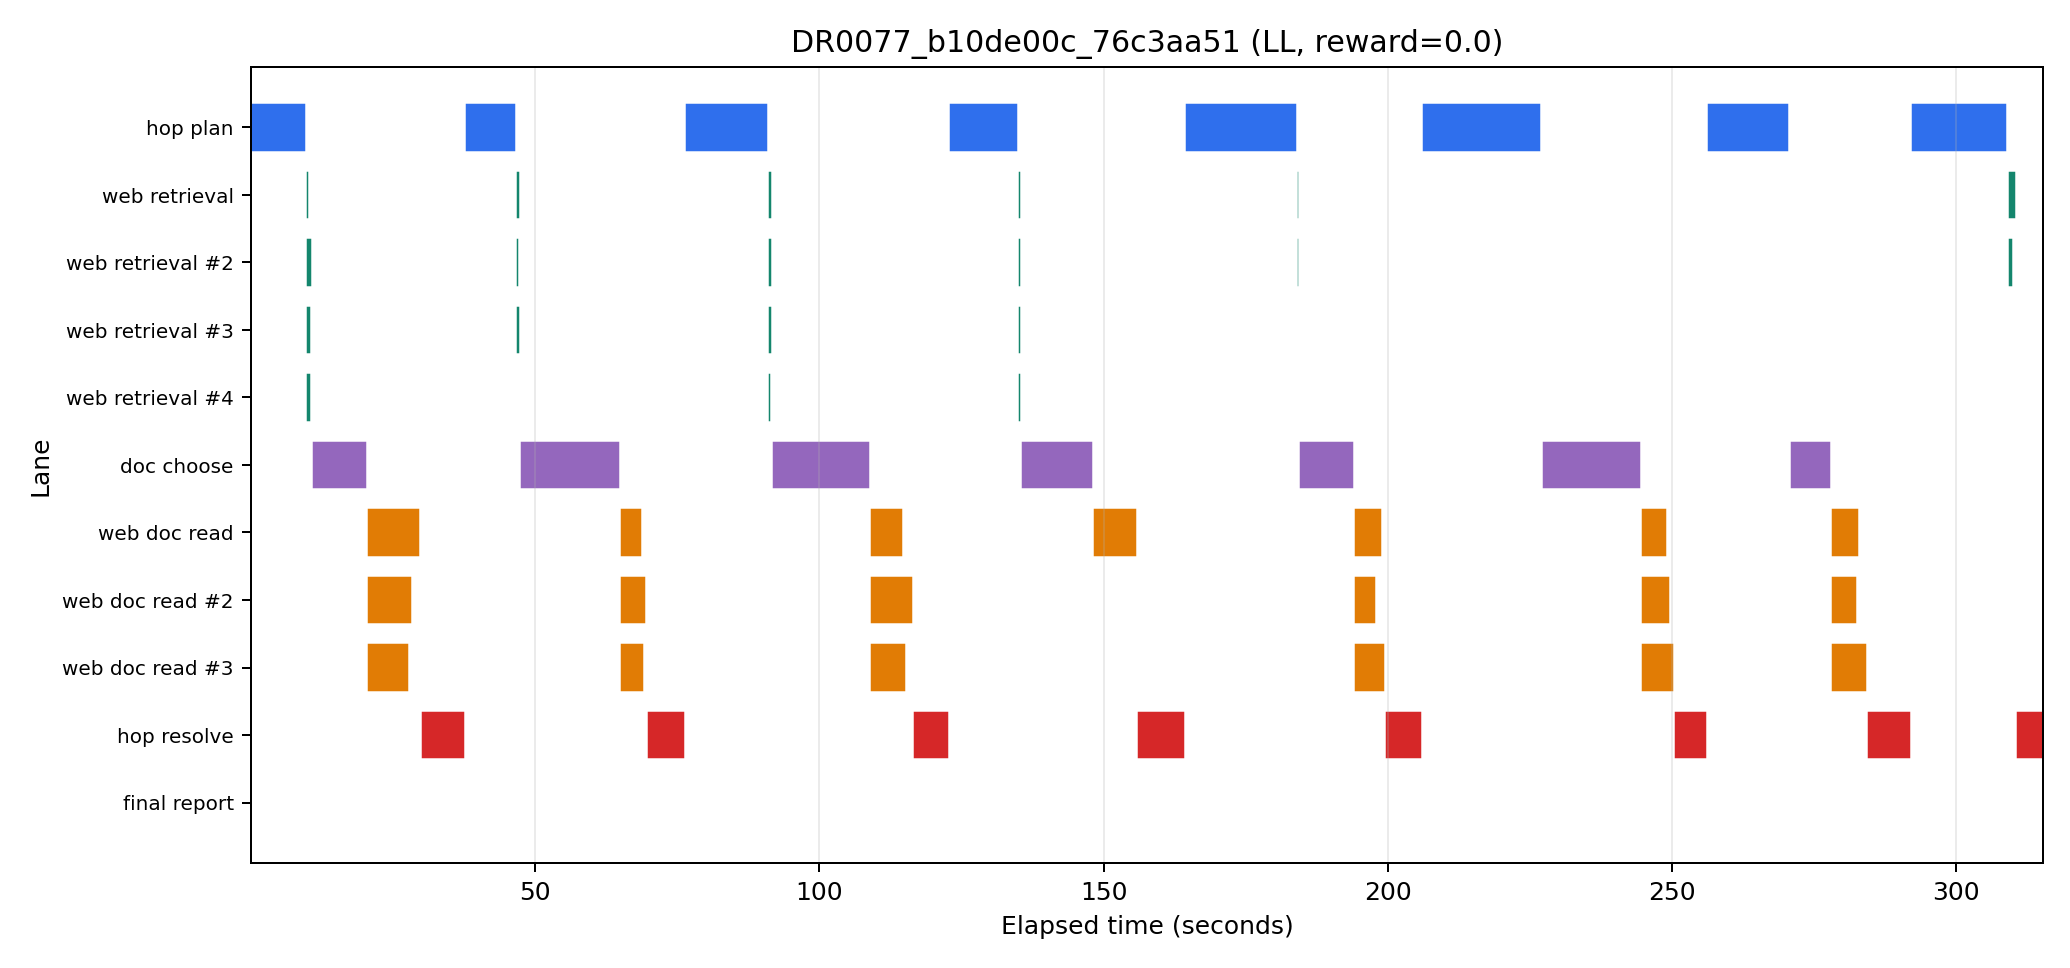 DR0077_b10de00c_76c3aa51 (LL, reward=0.0)
hop plan
web retrieval
web retrieval #2
web retrieval #3
web retrieval #4
doc choose
web doc read
web doc read #2
web doc read #3
hop resolve
final report
Lane
50 100 150 200 250 300
Elapsed time (seconds)